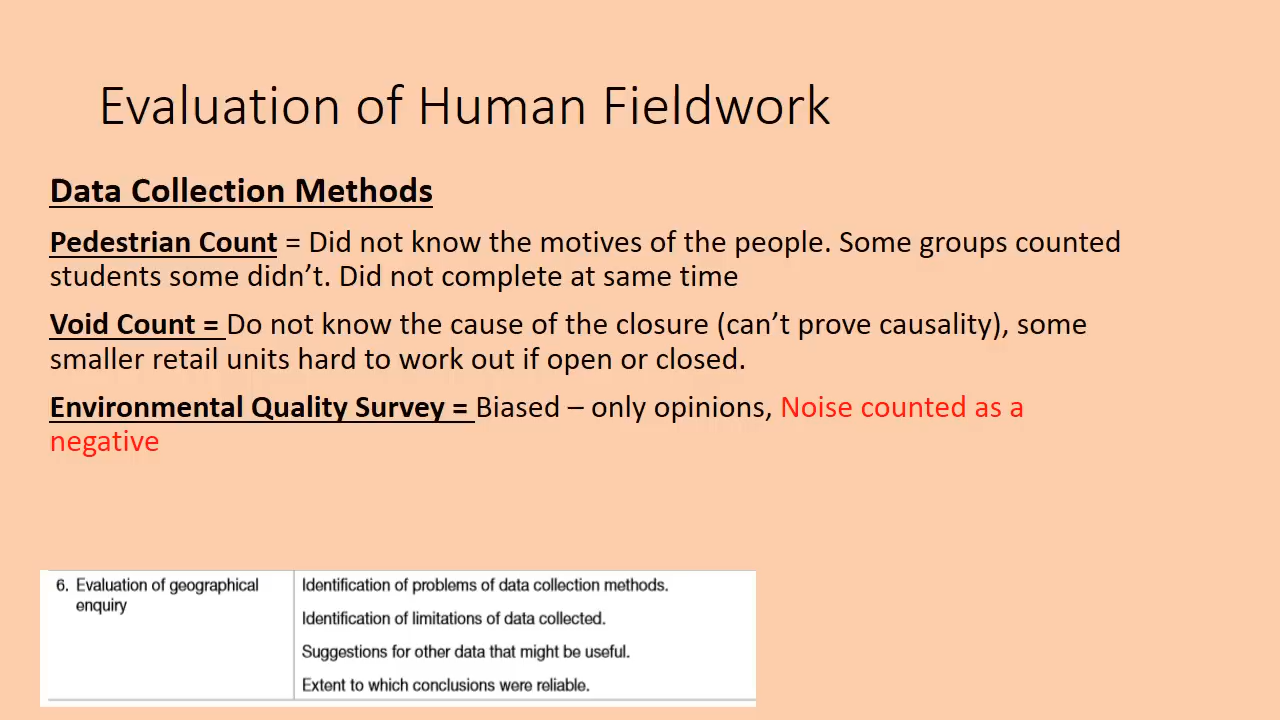 Evaluation of Human Fieldwork
Data Collection Methods
Pedestrian Count = Did not know the motives of the people. Some groups counted
students some didn’t. Did not complete at same time
Void Count = Do not know the cause of the closure (can’t prove causality), some
smaller retail units hard to work out if open or closed.
Environmental Quality Survey = Biased – only opinions, Noise counted as a
negative
6. Evaluation of geographical
enquiry
Identification of problems of data collection methods.
Identification of limitations of data collected.
Suggestions for other data that might be useful.
Extent to which conclusions were reliable.